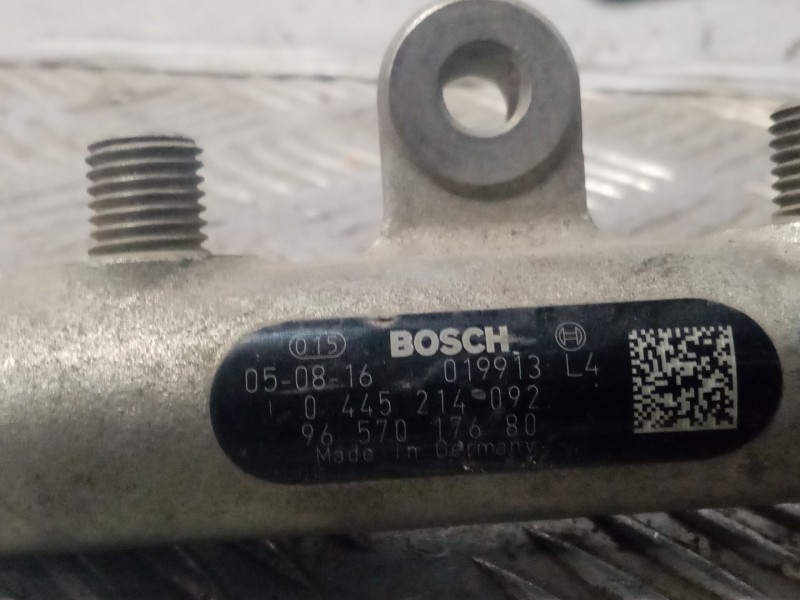 015 BOSCH
05-08-16 019913 L4
0 445 214 092
96 570 176 80
Made in Germany